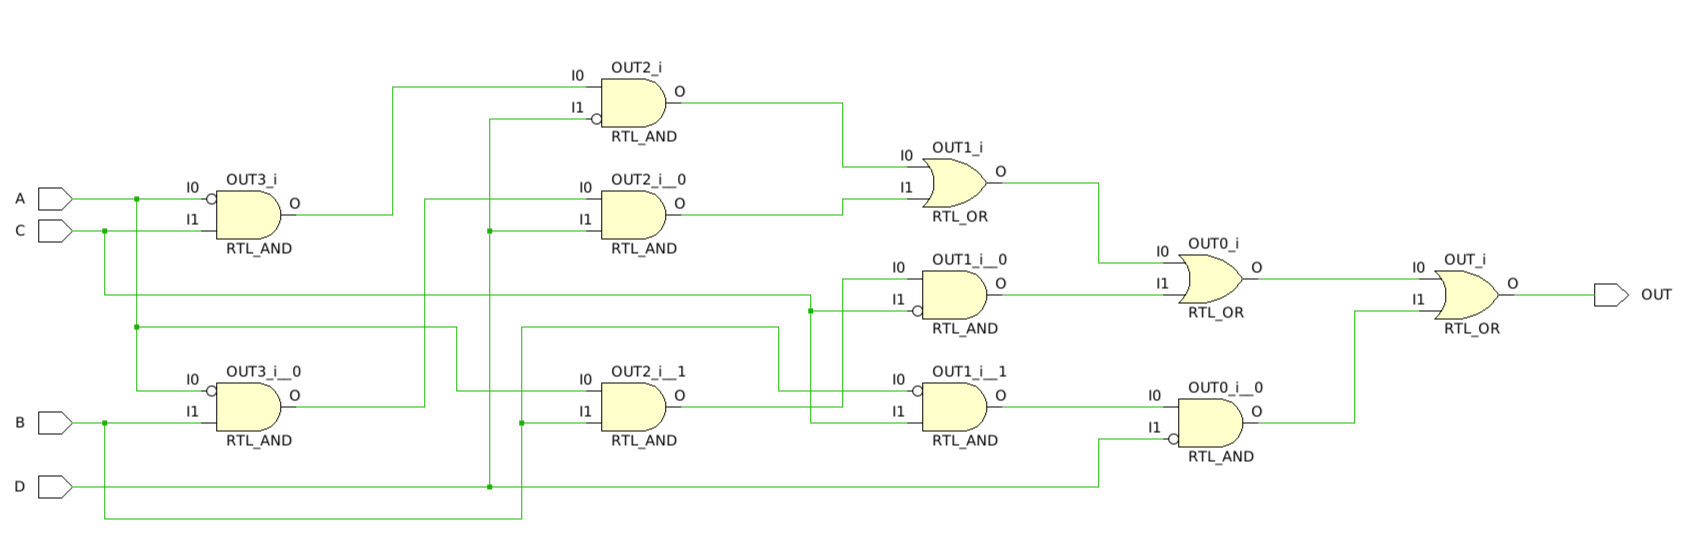 OUT2_i
I0
O
I1
RTL_AND
OUT1_i
I0
O
I1
RTL_OR
OUT3_i
A
I0
O
C
I1
RTL_AND
OUT2_i__0
I0
O
I1
RTL_AND
OUT0_i
I0
O
I1
RTL_OR
OUT1_i__0
I0
O
I1
RTL_AND
OUT_i
I0
O
I1
RTL_OR
OUT
OUT3_i__0
I0
O
B
I1
RTL_AND
OUT2_i__1
I0
O
I1
RTL_AND
OUT1_i__1
I0
O
I1
RTL_AND
OUT0_i__0
I0
O
I1
RTL_AND
D